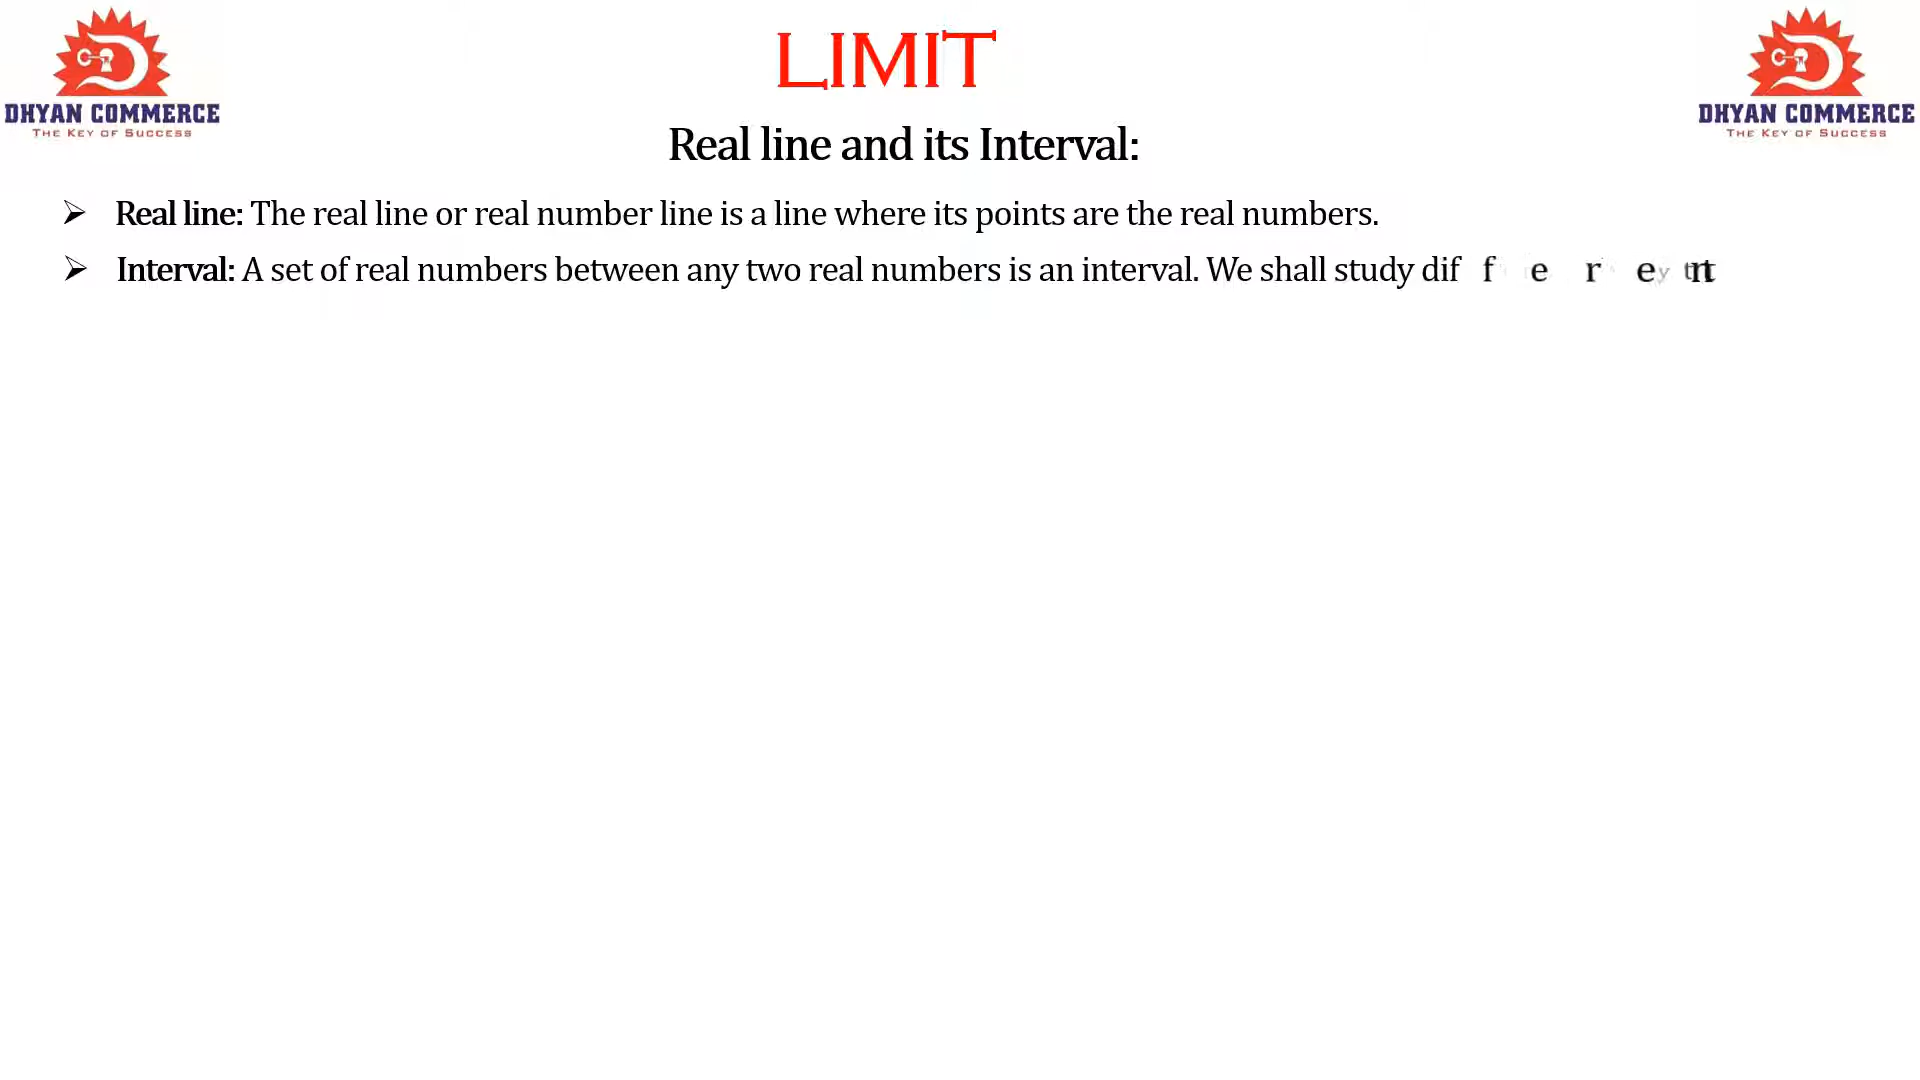 LIMIT
DHYAN COMMERCE
THE KEY OF SUCCESS
DHYAN COMMERCE
THE KEY OF SUCCESS
Real line and its Interval:
➢ Real line: The real line or real number line is a line where its points are the real numbers.
➢ Interval: A set of real numbers between any two real numbers is an interval. We shall study different